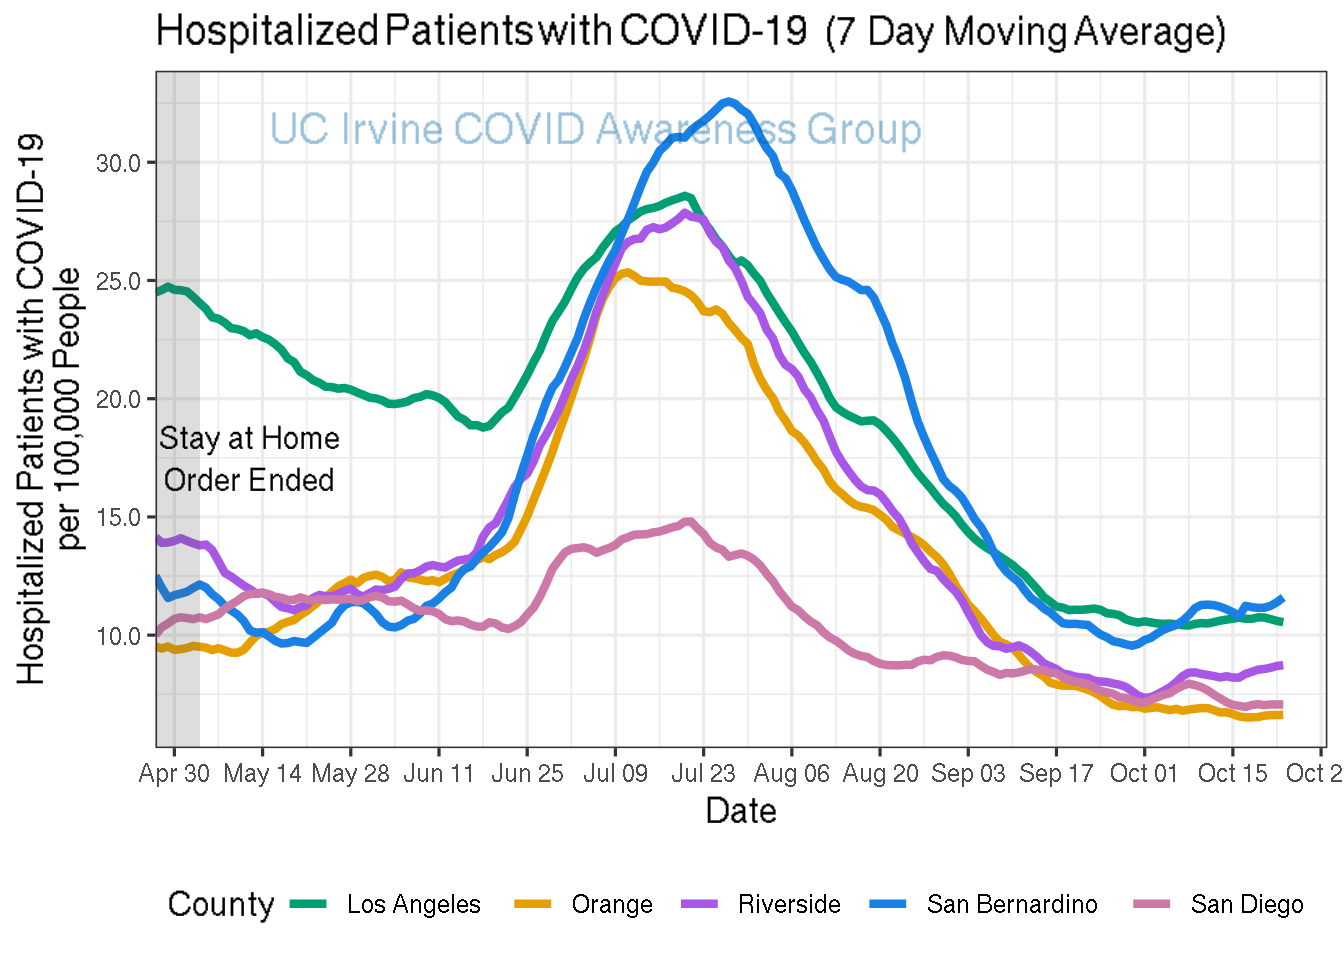 Hospitalized Patients with COVID-19 (7 Day Moving Average)
UC Irvine COVID Awareness Group
Hospitalized Patients with COVID-19
per 100,000 People
30.0
25.0
20.0
15.0
10.0
Stay at Home
Order Ended
Apr 30 May 14 May 28 Jun 11 Jun 25 Jul 09 Jul 23 Aug 06 Aug 20 Sep 03 Sep 17 Oct 01 Oct 15 Oct 2
Date
County Los Angeles Orange Riverside San Bernardino San Diego